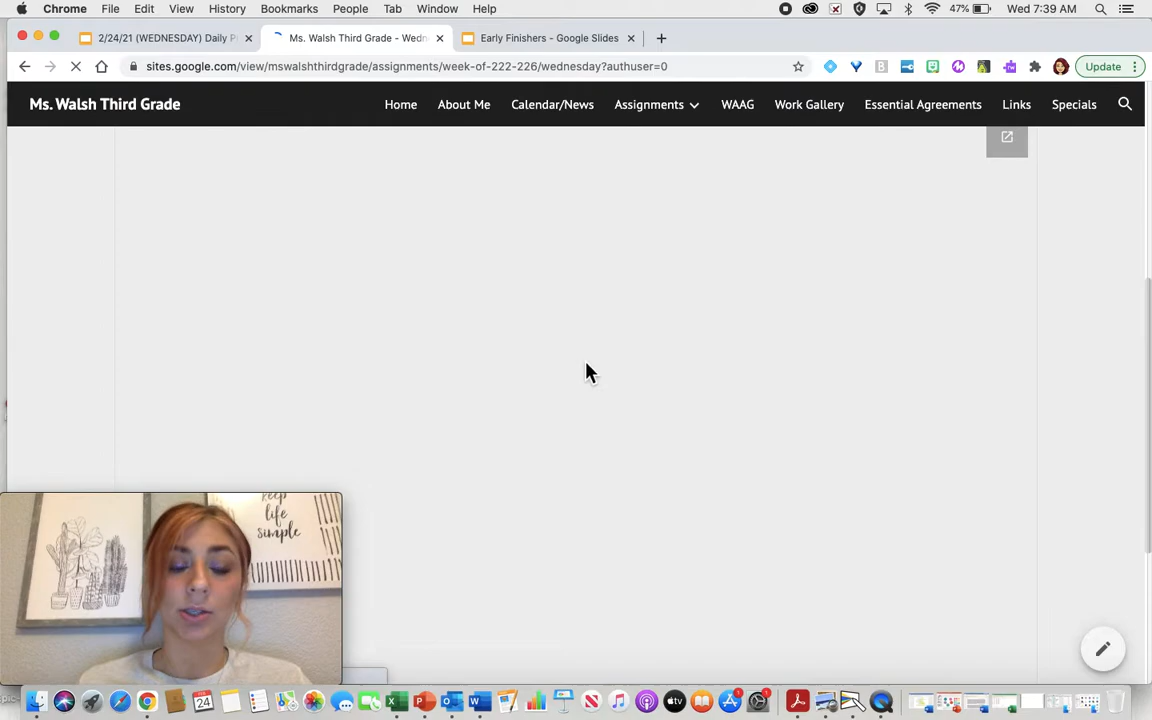 Chrome File Edit View History Bookmarks People Tab Window Help 47% Wed 7:39 AM
2/24/21 (WEDNESDAY) Daily P Ms. Walsh Third Grade - Wedn Early Finishers - Google Slides
sites.google.com/view/mswalshthirdgrade/assignments/week-of-222-226/wednesday?authuser=0 Update
Ms. Walsh Third Grade Home About Me Calendar/News Assignments WAAG Work Gallery Essential Agreements Links Specials
keep
life
simple